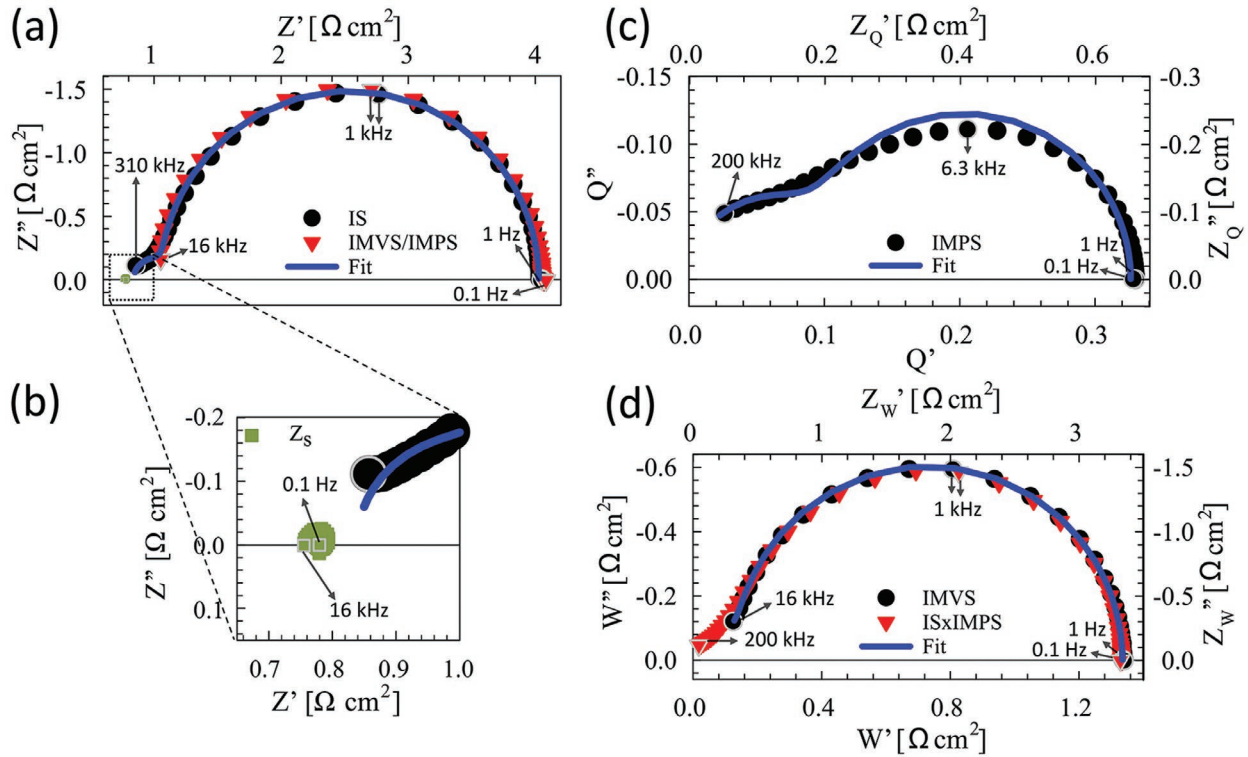 (a)
Z' [Ω cm²]
1 2 3 4
-1.5
-1.0
-0.5
0.0
Z'' [Ω cm²]
310 kHz
1 kHz
16 kHz
1 Hz
0.1 Hz
IS
IMVS/IMPS
Fit
(b)
-0.2
-0.1
0.0
0.1
Z'' [Ω cm²]
Zₛ
0.1 Hz
16 kHz
0.7 0.8 0.9 1.0
Z' [Ω cm²]
(c)
Z_Q' [Ω cm²]
0.0 0.2 0.4 0.6
-0.15
-0.10
-0.05
0.00
Q''
200 kHz
6.3 kHz
1 Hz
0.1 Hz
IMPS
Fit
-0.3
-0.2
-0.1
-0.0
Z_Q'' [Ω cm²]
0.0 0.1 0.2 0.3
Q'
(d)
Z_W' [Ω cm²]
0 1 2 3
-0.6
-0.4
-0.2
0.0
W'' [Ω cm²]
1 kHz
16 kHz
200 kHz
1 Hz
0.1 Hz
IMVS
ISxIMPS
Fit
-1.5
-1.0
-0.5
0.0
Z_W'' [Ω cm²]
0.0 0.4 0.8 1.2
W' [Ω cm²]